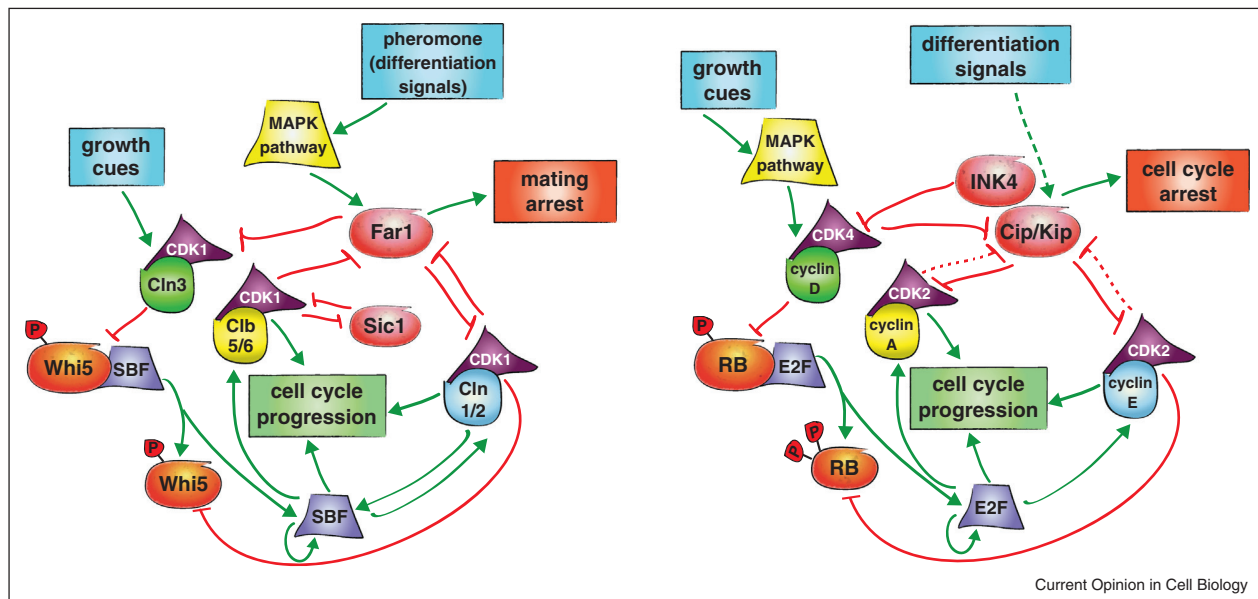 pheromone
(differentiation
signals)
MAPK
pathway
growth
cues
mating
arrest
Far1
CDK1
Cln3
CDK1
Clb
5/6
Sic1
P
Whi5
SBF
CDK1
Cln
1/2
cell cycle
progression
P
Whi5
SBF
differentiation
signals
growth
cues
MAPK
pathway
INK4
cell cycle
arrest
Cip/Kip
CDK4
cyclin
D
CDK2
cyclin
A
P
RB
E2F
CDK2
cyclin
E
cell cycle
progression
P
P
RB
E2F
Current Opinion in Cell Biology